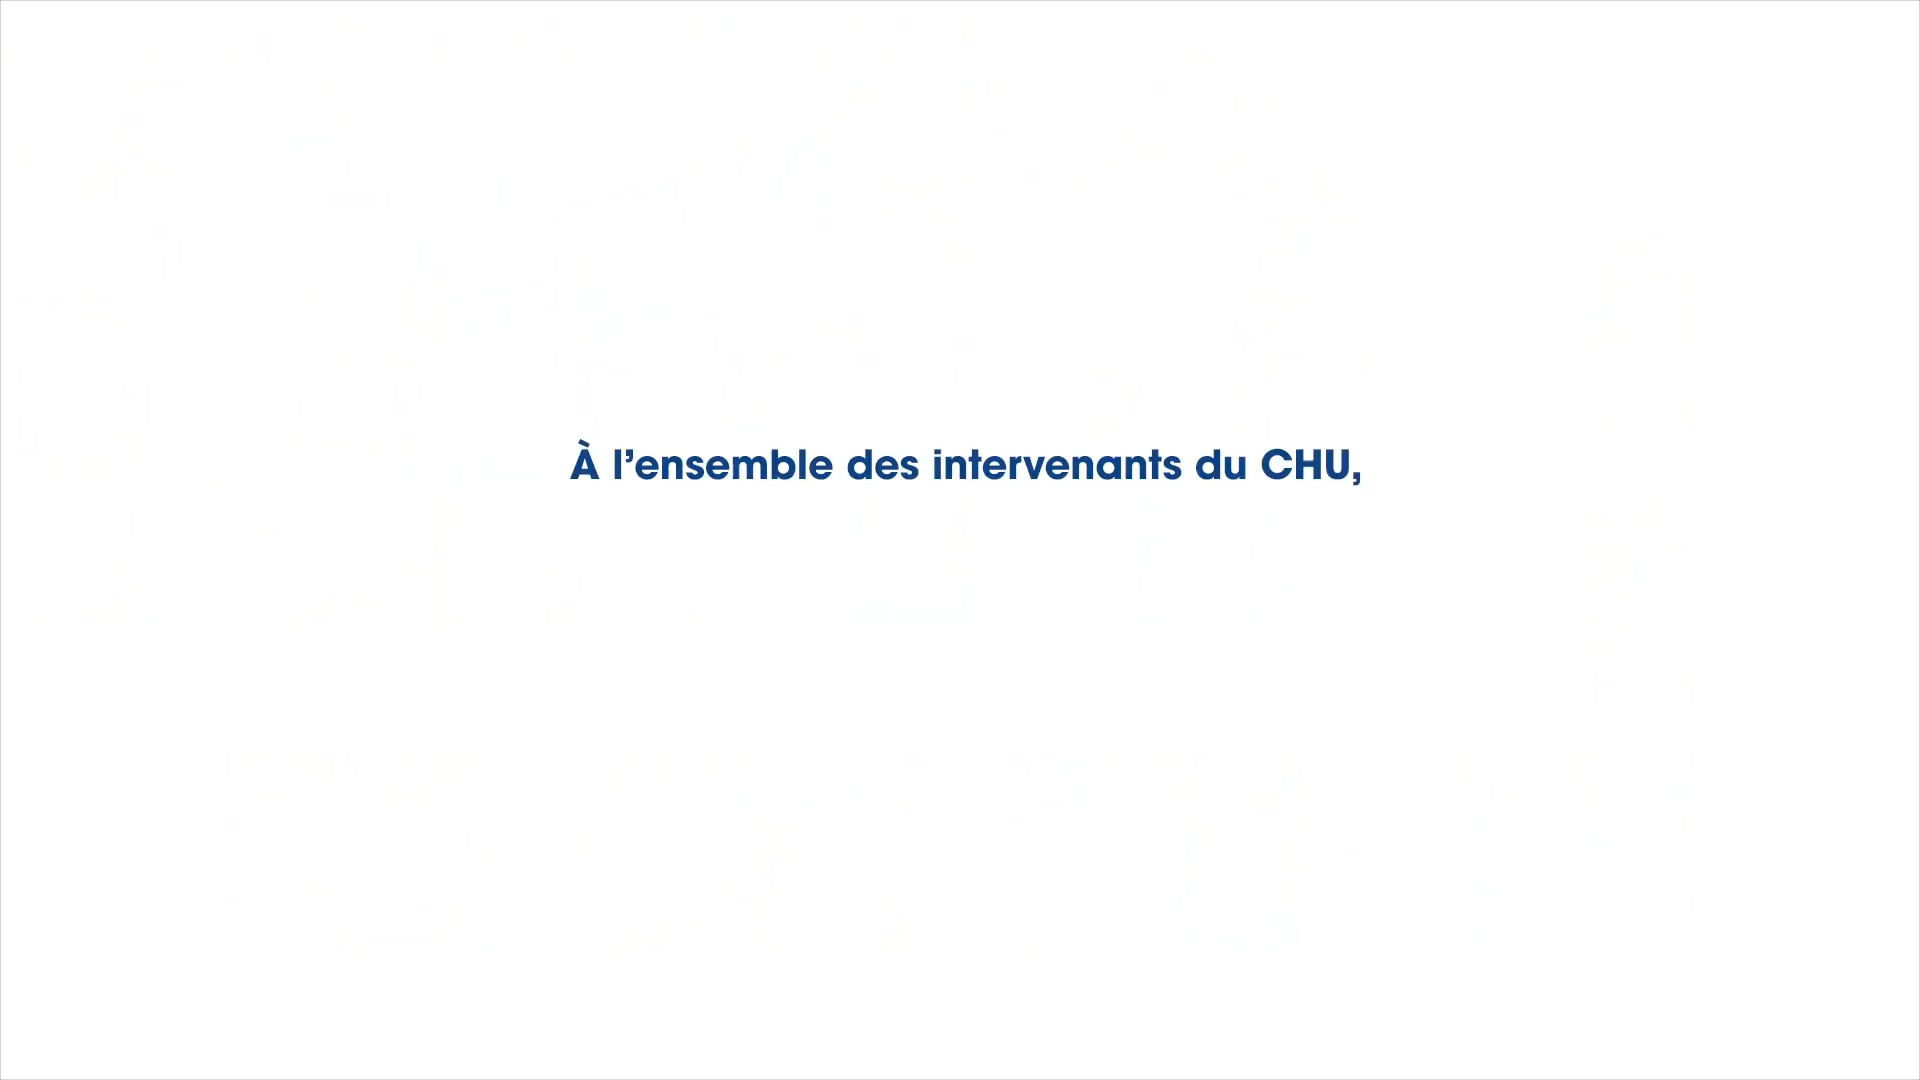 À l’ensemble des intervenants du CHU,